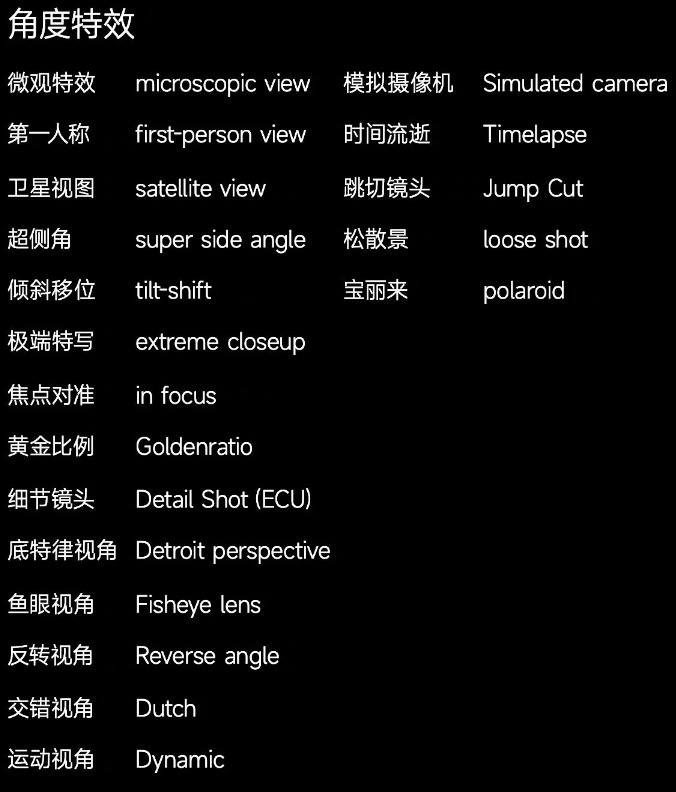 角度特效
微观特效 microscopic view 模拟摄像机 Simulated camera
第一人称 first-person view 时间流逝 Timelapse
卫星视图 satellite view 跳切镜头 Jump Cut
超侧角 super side angle 松散景 loose shot
倾斜移位 tilt-shift 宝丽来 polaroid
极端特写 extreme closeup
焦点对准 in focus
黄金比例 Goldenratio
细节镜头 Detail Shot (ECU)
底特律视角 Detroit perspective
鱼眼视角 Fisheye lens
反转视角 Reverse angle
交错视角 Dutch
运动视角 Dynamic